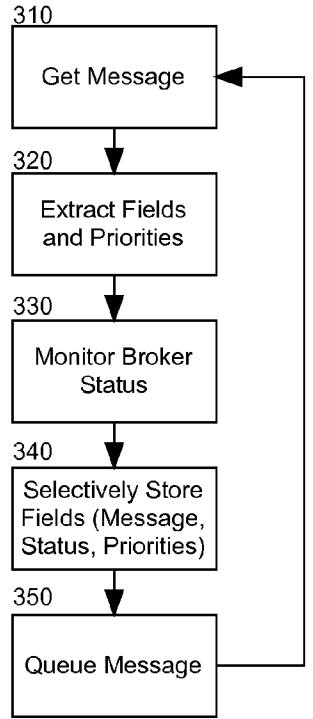 310
Get Message
320
Extract Fields
and Priorities
330
Monitor Broker
Status
340
Selectively Store
Fields (Message,
Status, Priorities)
350
Queue Message